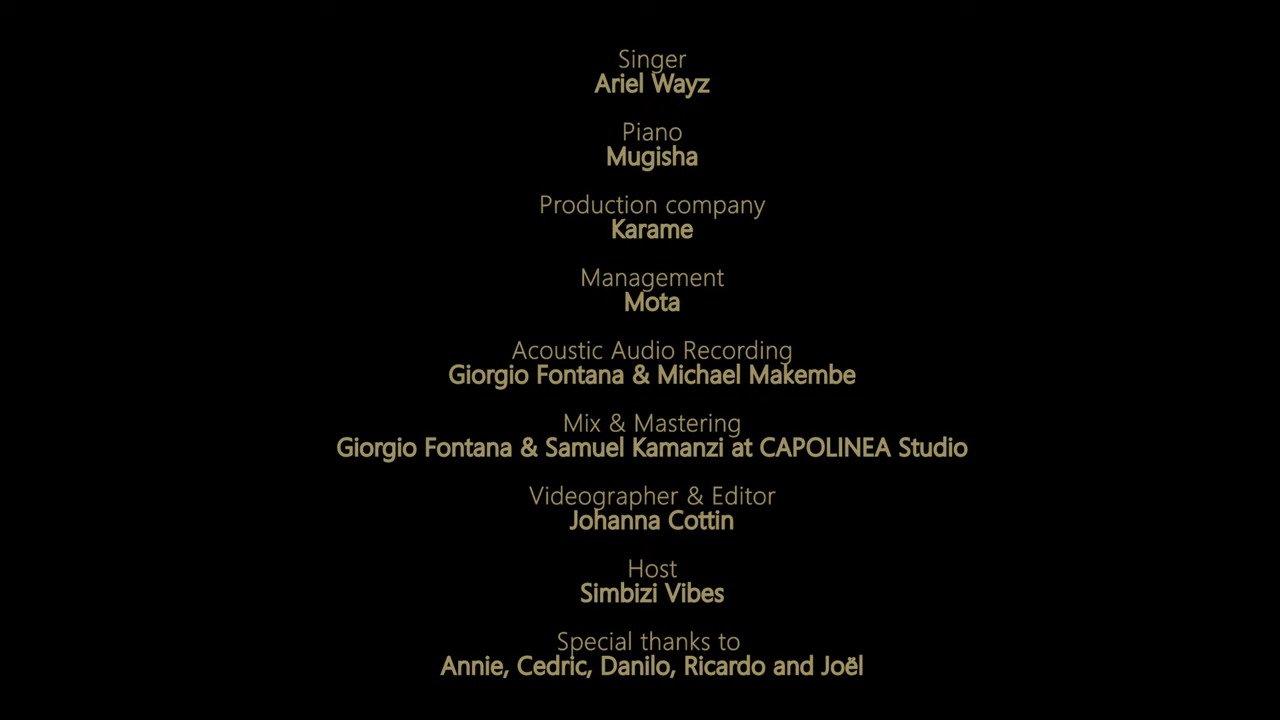 Singer
Ariel Wayz
Piano
Mugisha
Production company
Karame
Management
Mota
Acoustic Audio Recording
Giorgio Fontana & Michael Makembe
Mix & Mastering
Giorgio Fontana & Samuel Kamanzi at CAPOLINEA Studio
Videographer & Editor
Johanna Cottin
Host
Simbizi Vibes
Special thanks to
Annie, Cedric, Danilo, Ricardo and Joël